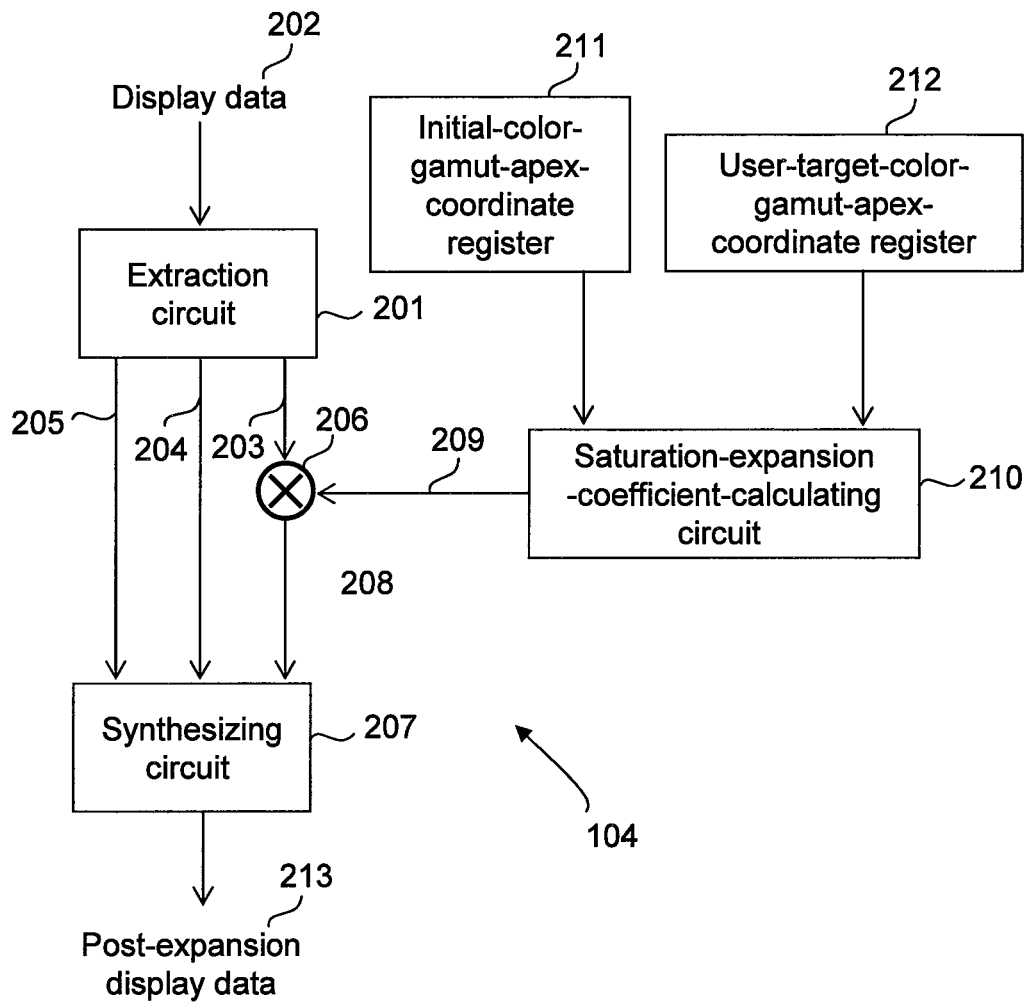 202
Display data
211
Initial-color-
gamut-apex-
coordinate
register
212
User-target-color-
gamut-apex-
coordinate register
Extraction
circuit
201
205
204
203
206
209
Saturation-expansion
-coefficient-calculating
circuit
210
208
Synthesizing
circuit
207
104
213
Post-expansion
display data